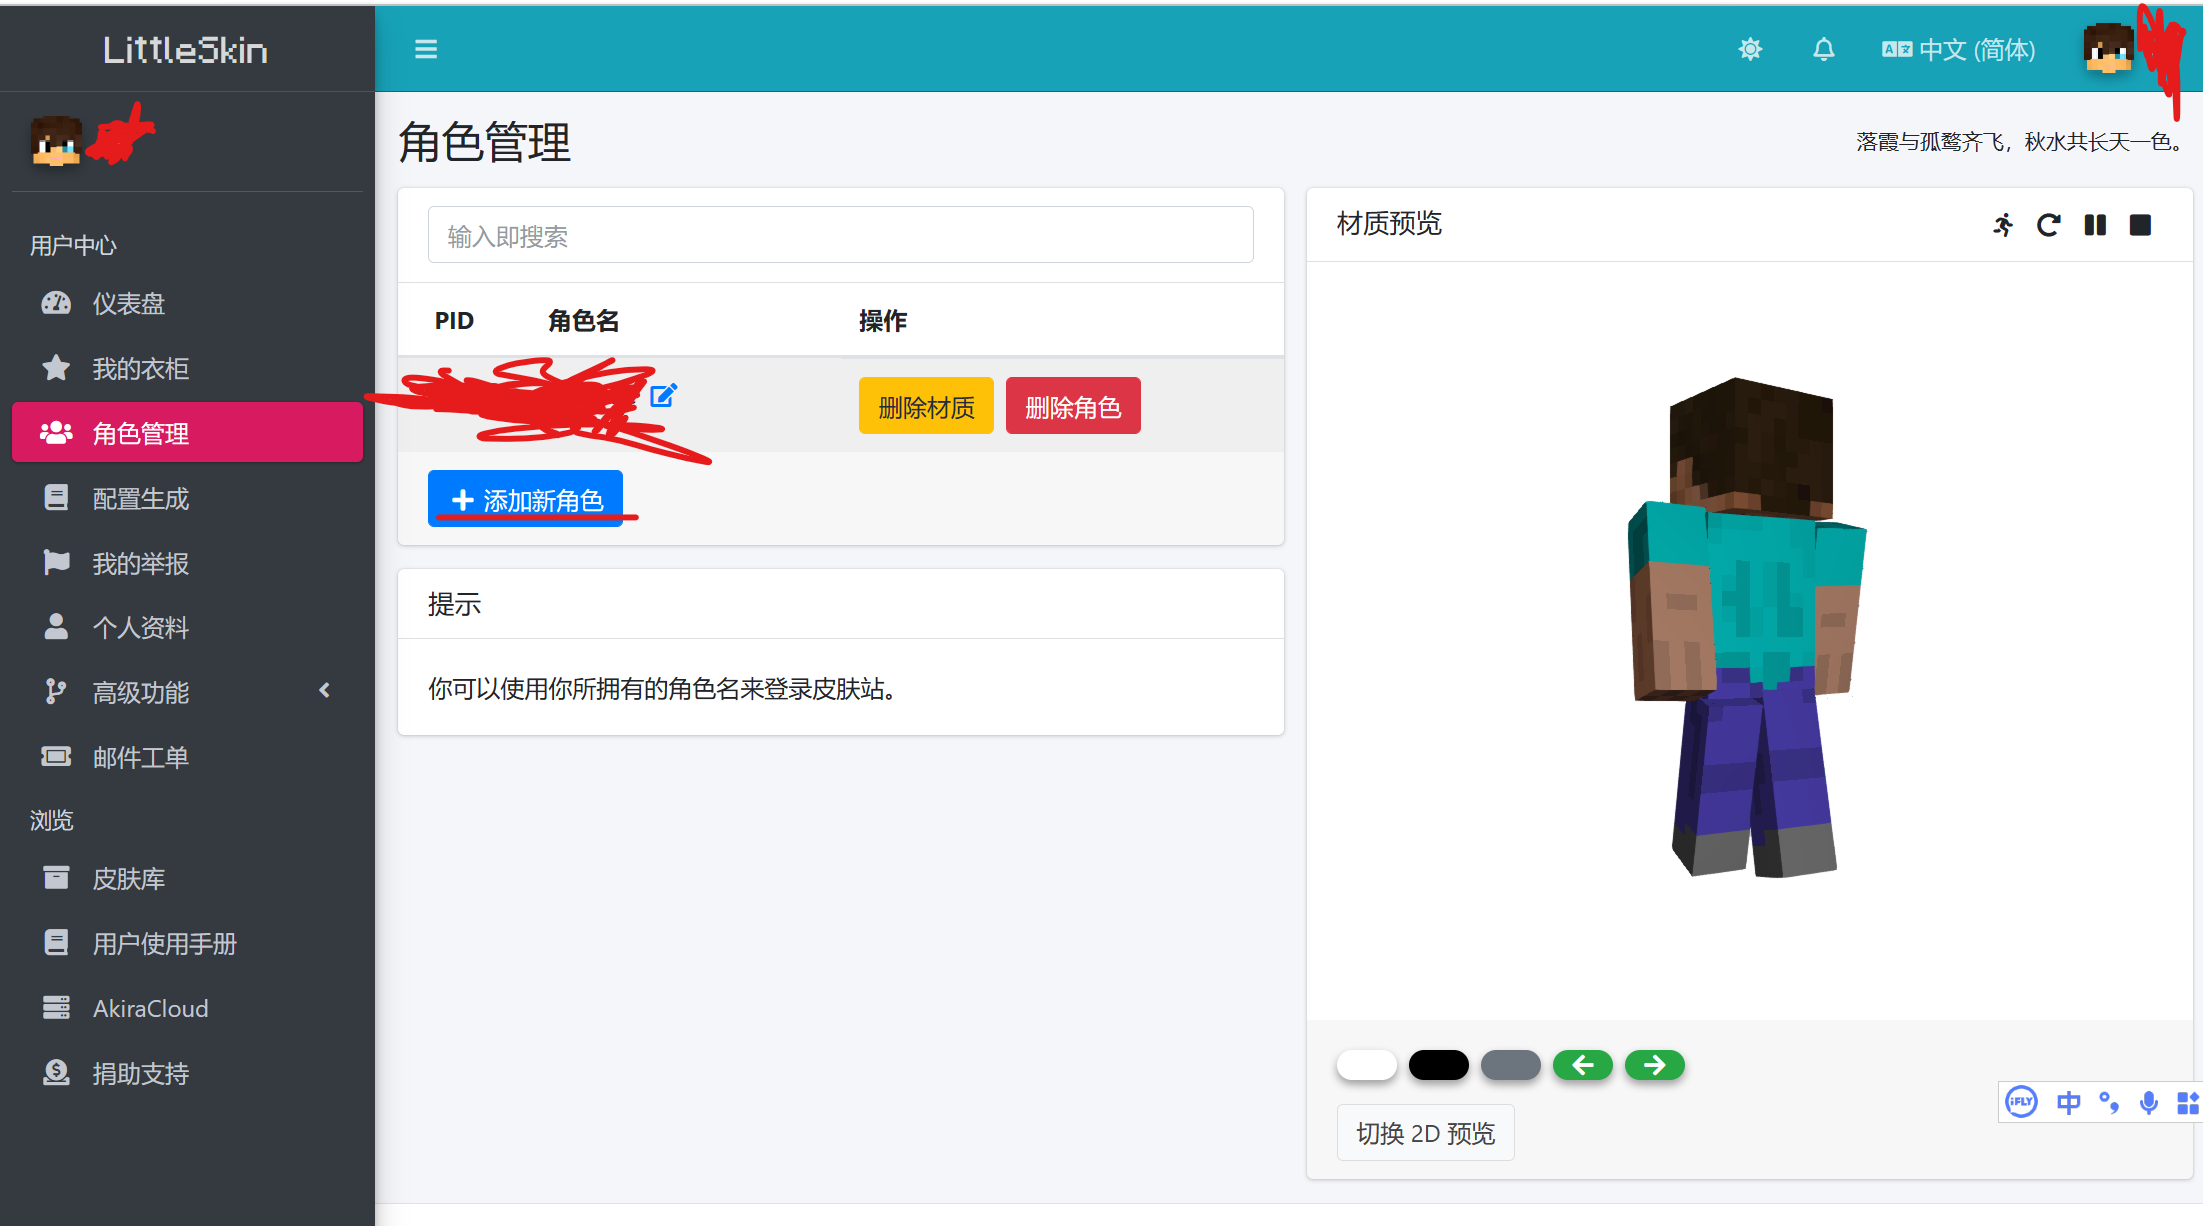 LittleSkin
中文 (简体)
角色管理
落霞与孤鹜齐飞，秋水共长天一色。
用户中心
仪表盘
我的衣柜
角色管理
配置生成
我的举报
个人资料
高级功能
邮件工单
浏览
皮肤库
用户使用手册
AkiraCloud
捐助支持
输入即搜索
PID 角色名 操作
删除材质 删除角色
添加新角色
提示
你可以使用你所拥有的角色名来登录皮肤站。
材质预览
切换 2D 预览
iFLY 中